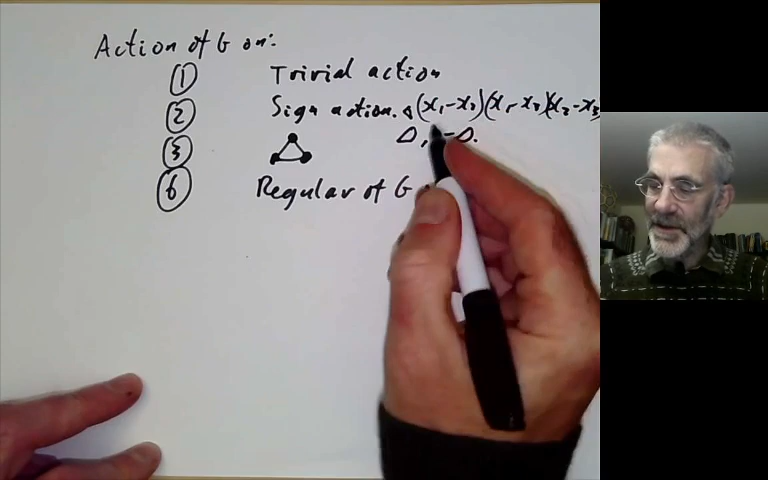 Action of G on:
① Trivial action
② Sign action. Δ(x₁-x₂)(x₁-x₃)(x₂-x₃)
Δ, -Δ.
③
⑥ Regular of G